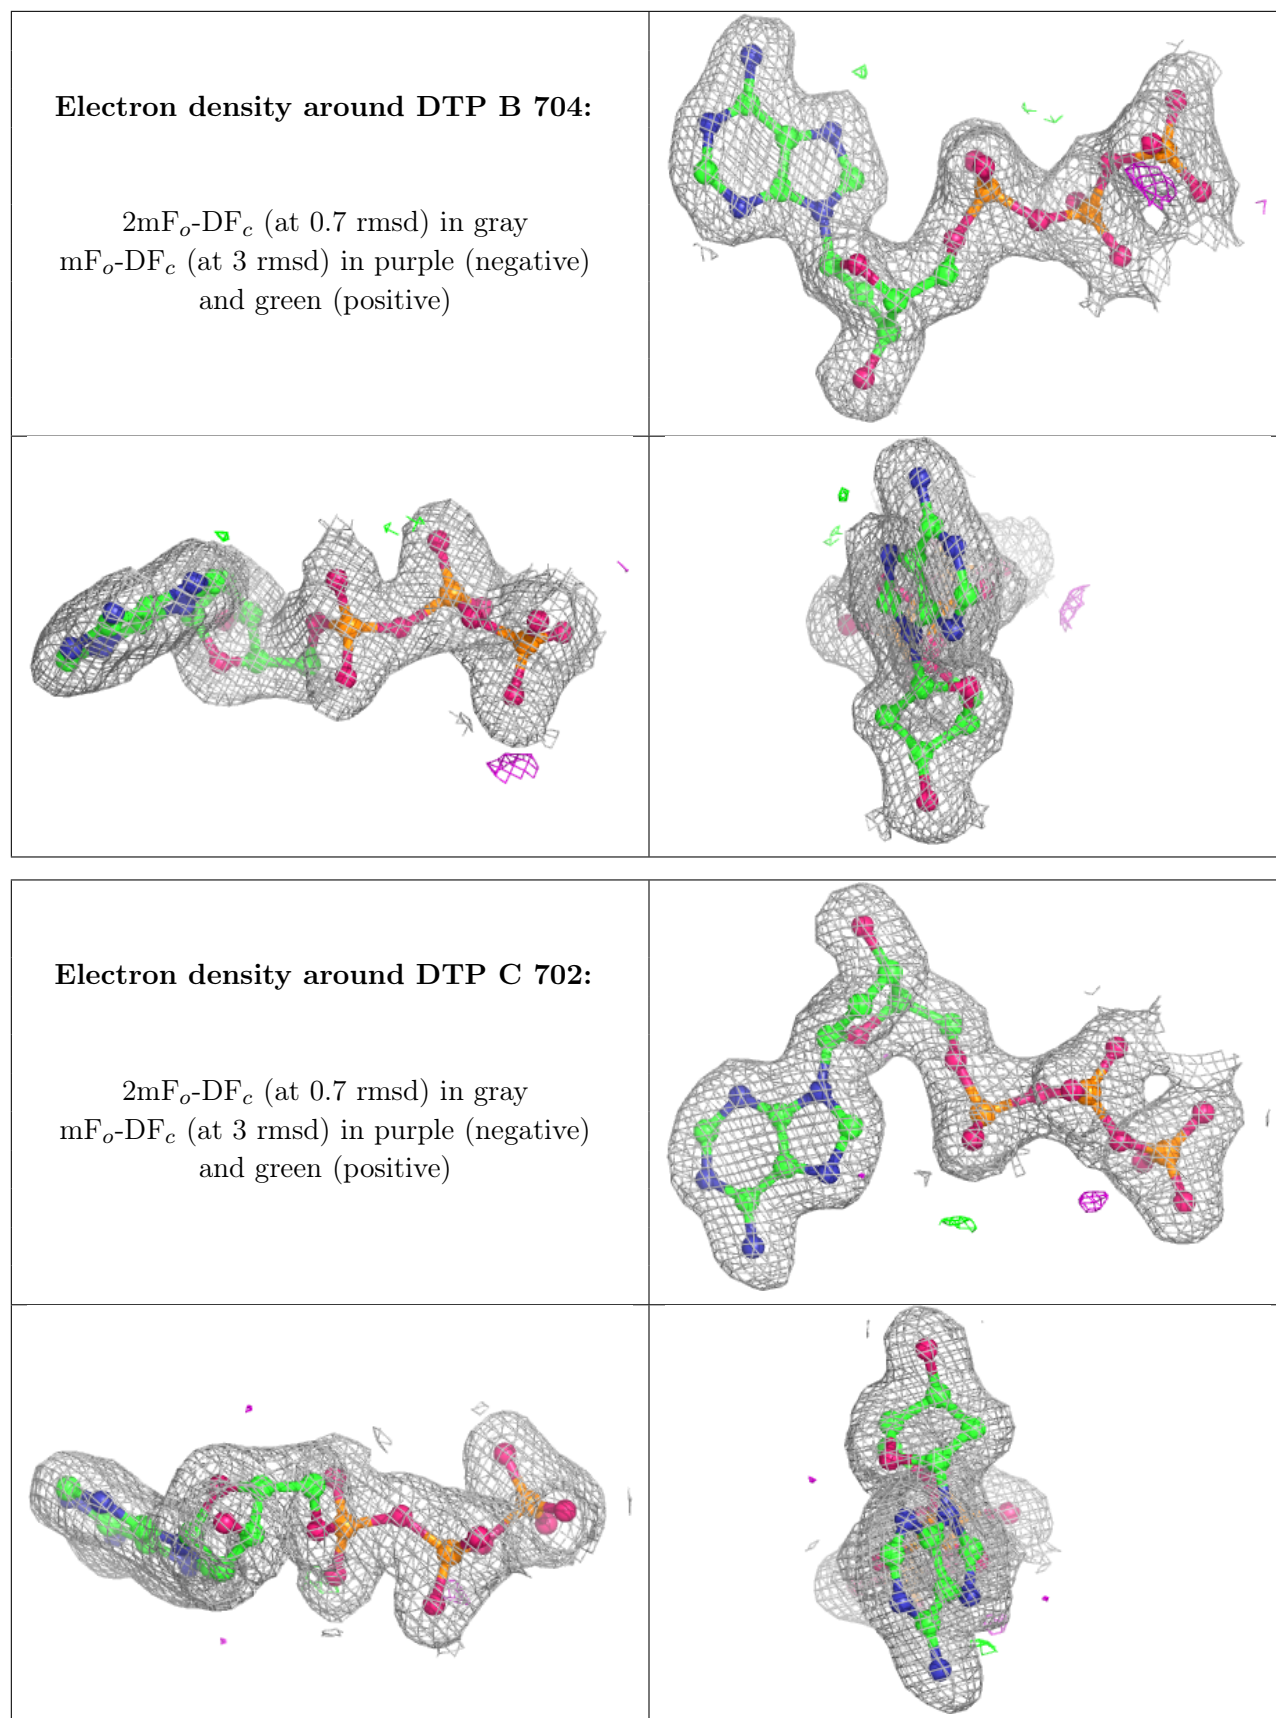 Electron density around DTP B 704:
2mFₒ-DF𝑐 (at 0.7 rmsd) in gray
mFₒ-DF𝑐 (at 3 rmsd) in purple (negative)
and green (positive)
Electron density around DTP C 702:
2mFₒ-DF𝑐 (at 0.7 rmsd) in gray
mFₒ-DF𝑐 (at 3 rmsd) in purple (negative)
and green (positive)